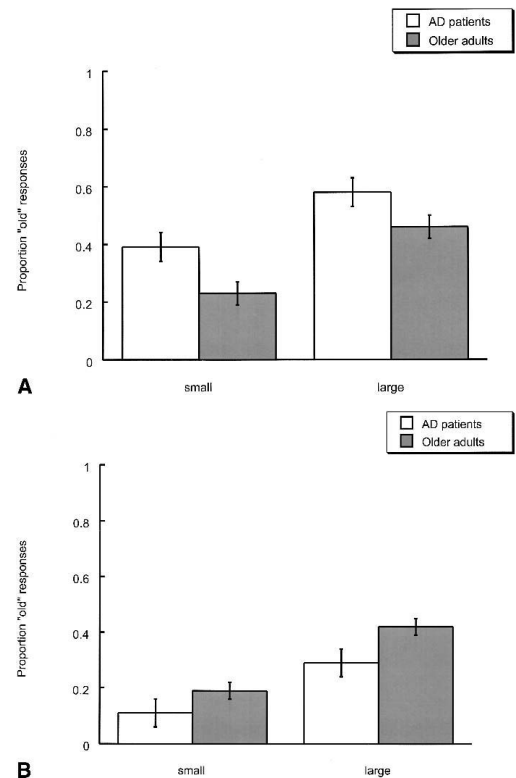 AD patients
Older adults
1
0.8
0.6
0.4
0.2
0
Proportion "old" responses
small large
A
AD patients
Older adults
1
0.8
0.6
0.4
0.2
0
Proportion "old" responses
small large
B